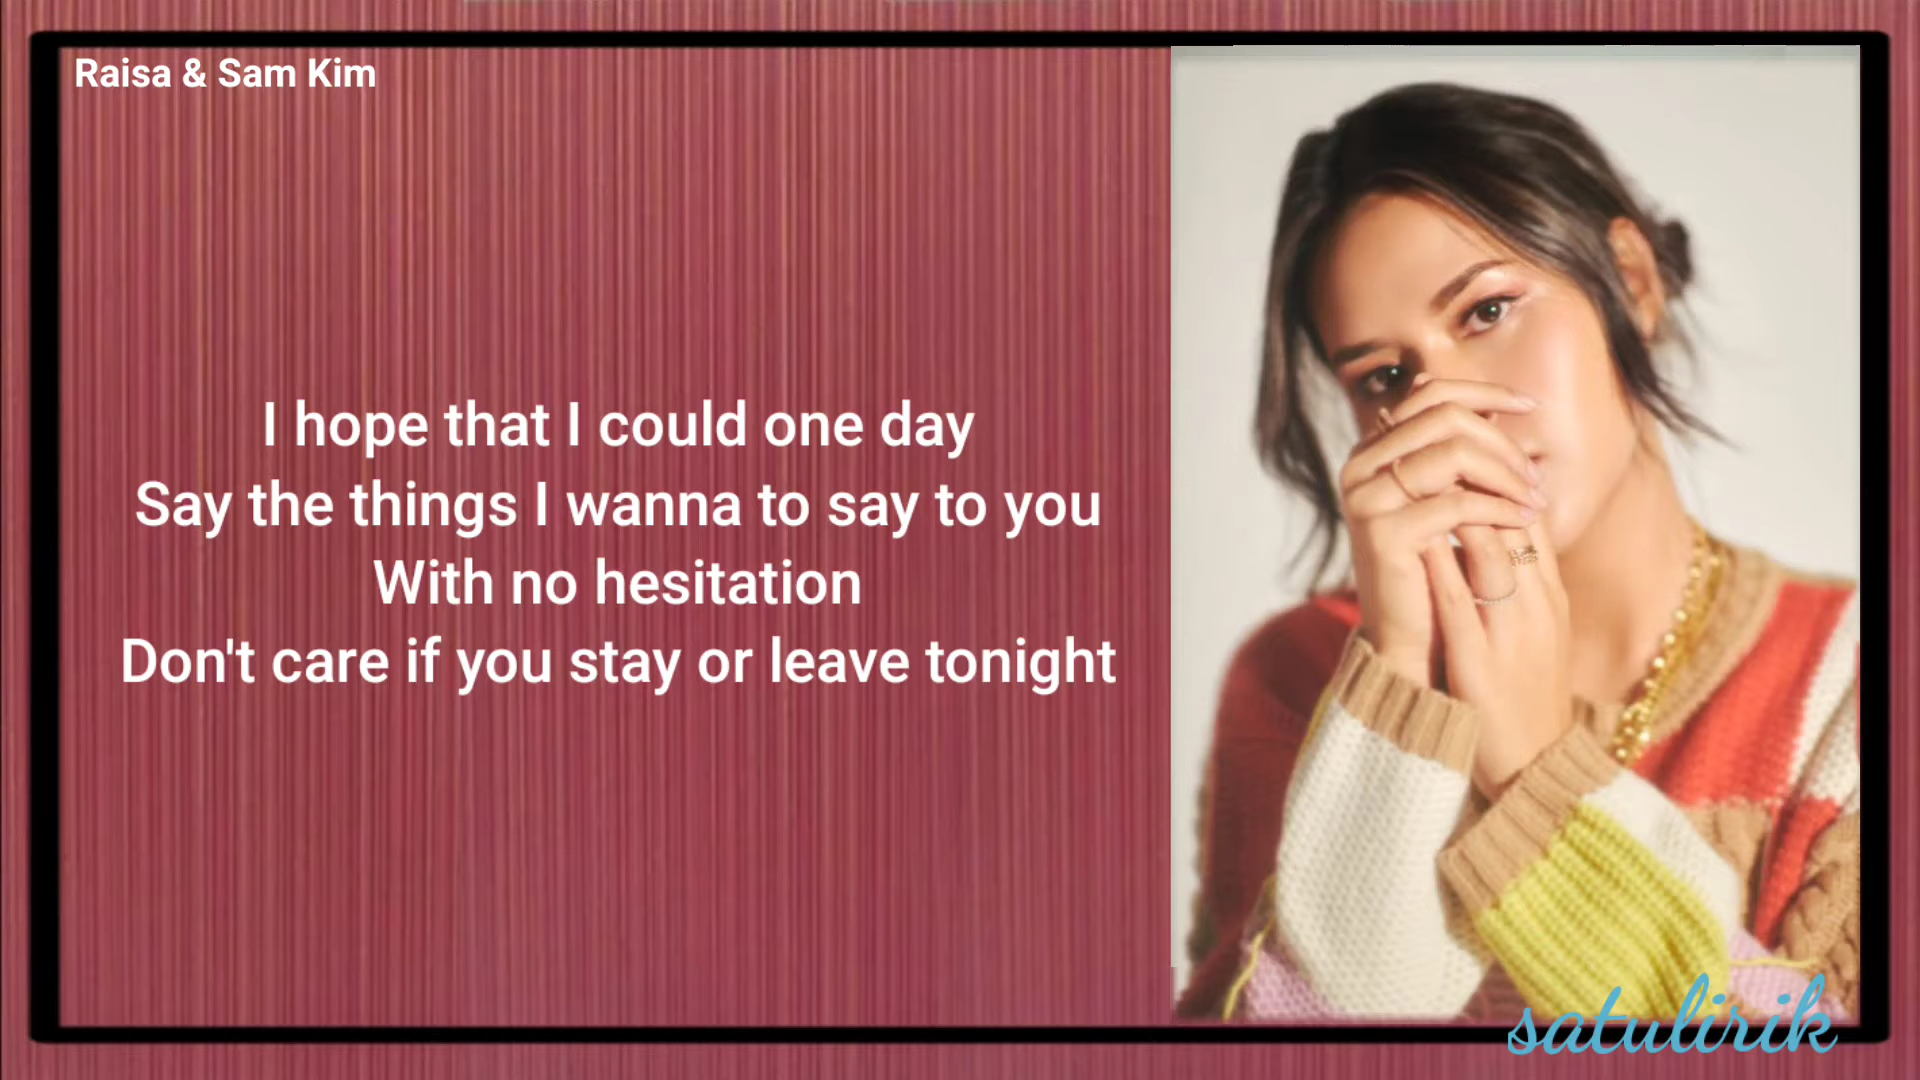 Raisa & Sam Kim
I hope that I could one day
Say the things I wanna to say to you
With no hesitation
Don't care if you stay or leave tonight
satulirik